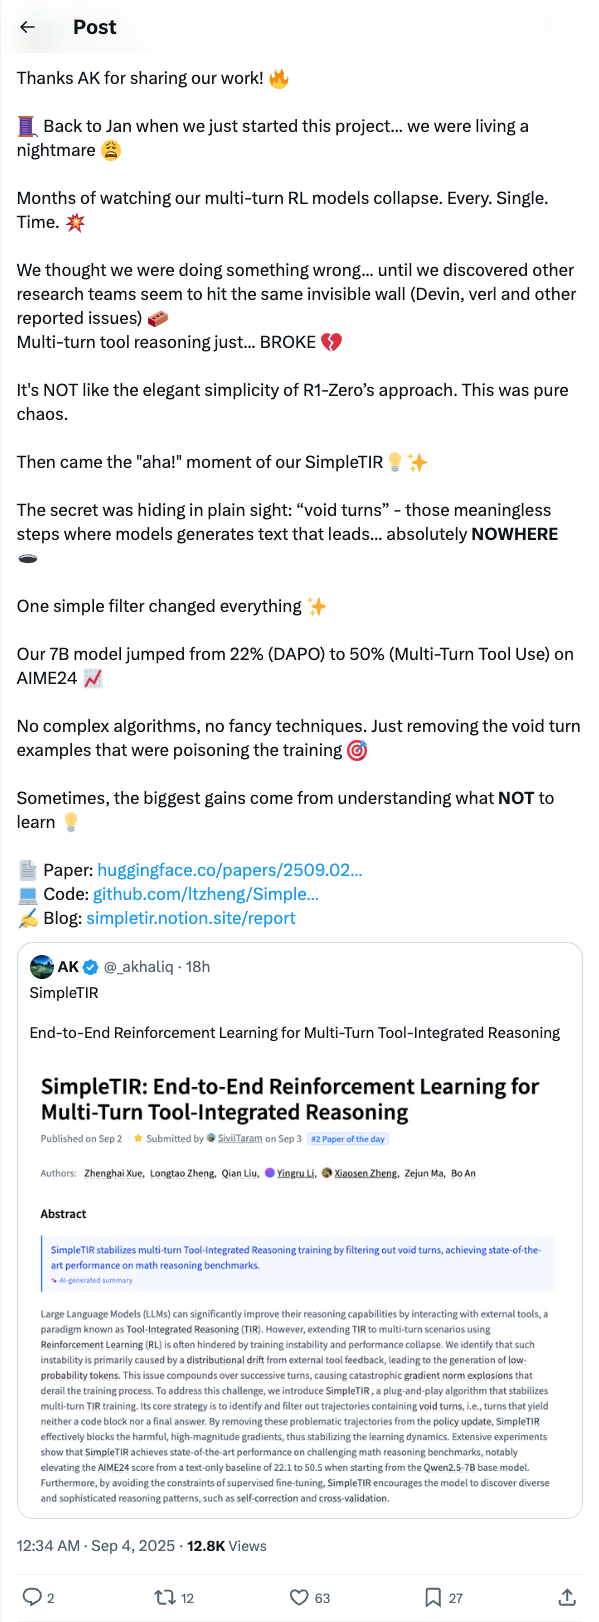 Post
Thanks AK for sharing our work! 🔥
🧵 Back to Jan when we just started this project... we were living a
nightmare 😩
Months of watching our multi-turn RL models collapse. Every. Single.
Time. 💥
We thought we were doing something wrong... until we discovered other
research teams seem to hit the same invisible wall (Devin, verl and other
reported issues) 🧱
Multi-turn tool reasoning just... BROKE 💔
It's NOT like the elegant simplicity of R1-Zero’s approach. This was pure
chaos.
Then came the "aha!" moment of our SimpleTIR 💡✨
The secret was hiding in plain sight: “void turns” - those meaningless
steps where models generates text that leads... absolutely NOWHERE
🕳️
One simple filter changed everything ✨
Our 7B model jumped from 22% (DAPO) to 50% (Multi-Turn Tool Use) on
AIME24 📈
No complex algorithms, no fancy techniques. Just removing the void turn
examples that were poisoning the training 🎯
Sometimes, the biggest gains come from understanding what NOT to
learn 💡
📄 Paper: huggingface.co/papers/2509.02...
💻 Code: github.com/ltzheng/Simple...
✍️ Blog: simpletir.notion.site/report
AK @_akhaliq · 18h
SimpleTIR
End-to-End Reinforcement Learning for Multi-Turn Tool-Integrated Reasoning
SimpleTIR: End-to-End Reinforcement Learning for
Multi-Turn Tool-Integrated Reasoning
Published on Sep 2 · ⭐ Submitted by SivilTaram on Sep 3 #2 Paper of the day
Authors: Zhenghai Xue, Longtao Zheng, Qian Liu, Yingru Li, Xiaosen Zheng, Zejun Ma, Bo An
Abstract
SimpleTIR stabilizes multi-turn Tool-Integrated Reasoning training by filtering out void turns, achieving state-of-the-
art performance on math reasoning benchmarks.
AI-generated summary
Large Language Models (LLMs) can significantly improve their reasoning capabilities by interacting with external tools, a
paradigm known as Tool-Integrated Reasoning (TIR). However, extending TIR to multi-turn scenarios using
Reinforcement Learning (RL) is often hindered by training instability and performance collapse. We identify that such
instability is primarily caused by a distributional drift from external tool feedback, leading to the generation of low-
probability tokens. This issue compounds over successive turns, causing catastrophic gradient norm explosions that
derail the training process. To address this challenge, we introduce SimpleTIR , a plug-and-play algorithm that stabilizes
multi-turn TIR training. Its core strategy is to identify and filter out trajectories containing void turns, i.e., turns that yield
neither a code block nor a final answer. By removing these problematic trajectories from the policy update, SimpleTIR
effectively blocks the harmful, high-magnitude gradients, thus stabilizing the learning dynamics. Extensive experiments
show that SimpleTIR achieves state-of-the-art performance on challenging math reasoning benchmarks, notably
elevating the AIME24 score from a text-only baseline of 22.1 to 50.5 when starting from the Qwen2.5-7B base model.
Furthermore, by avoiding the constraints of supervised fine-tuning, SimpleTIR encourages the model to discover diverse
and sophisticated reasoning patterns, such as self-correction and cross-validation.
12:34 AM · Sep 4, 2025 · 12.8K Views
2 12 63 27